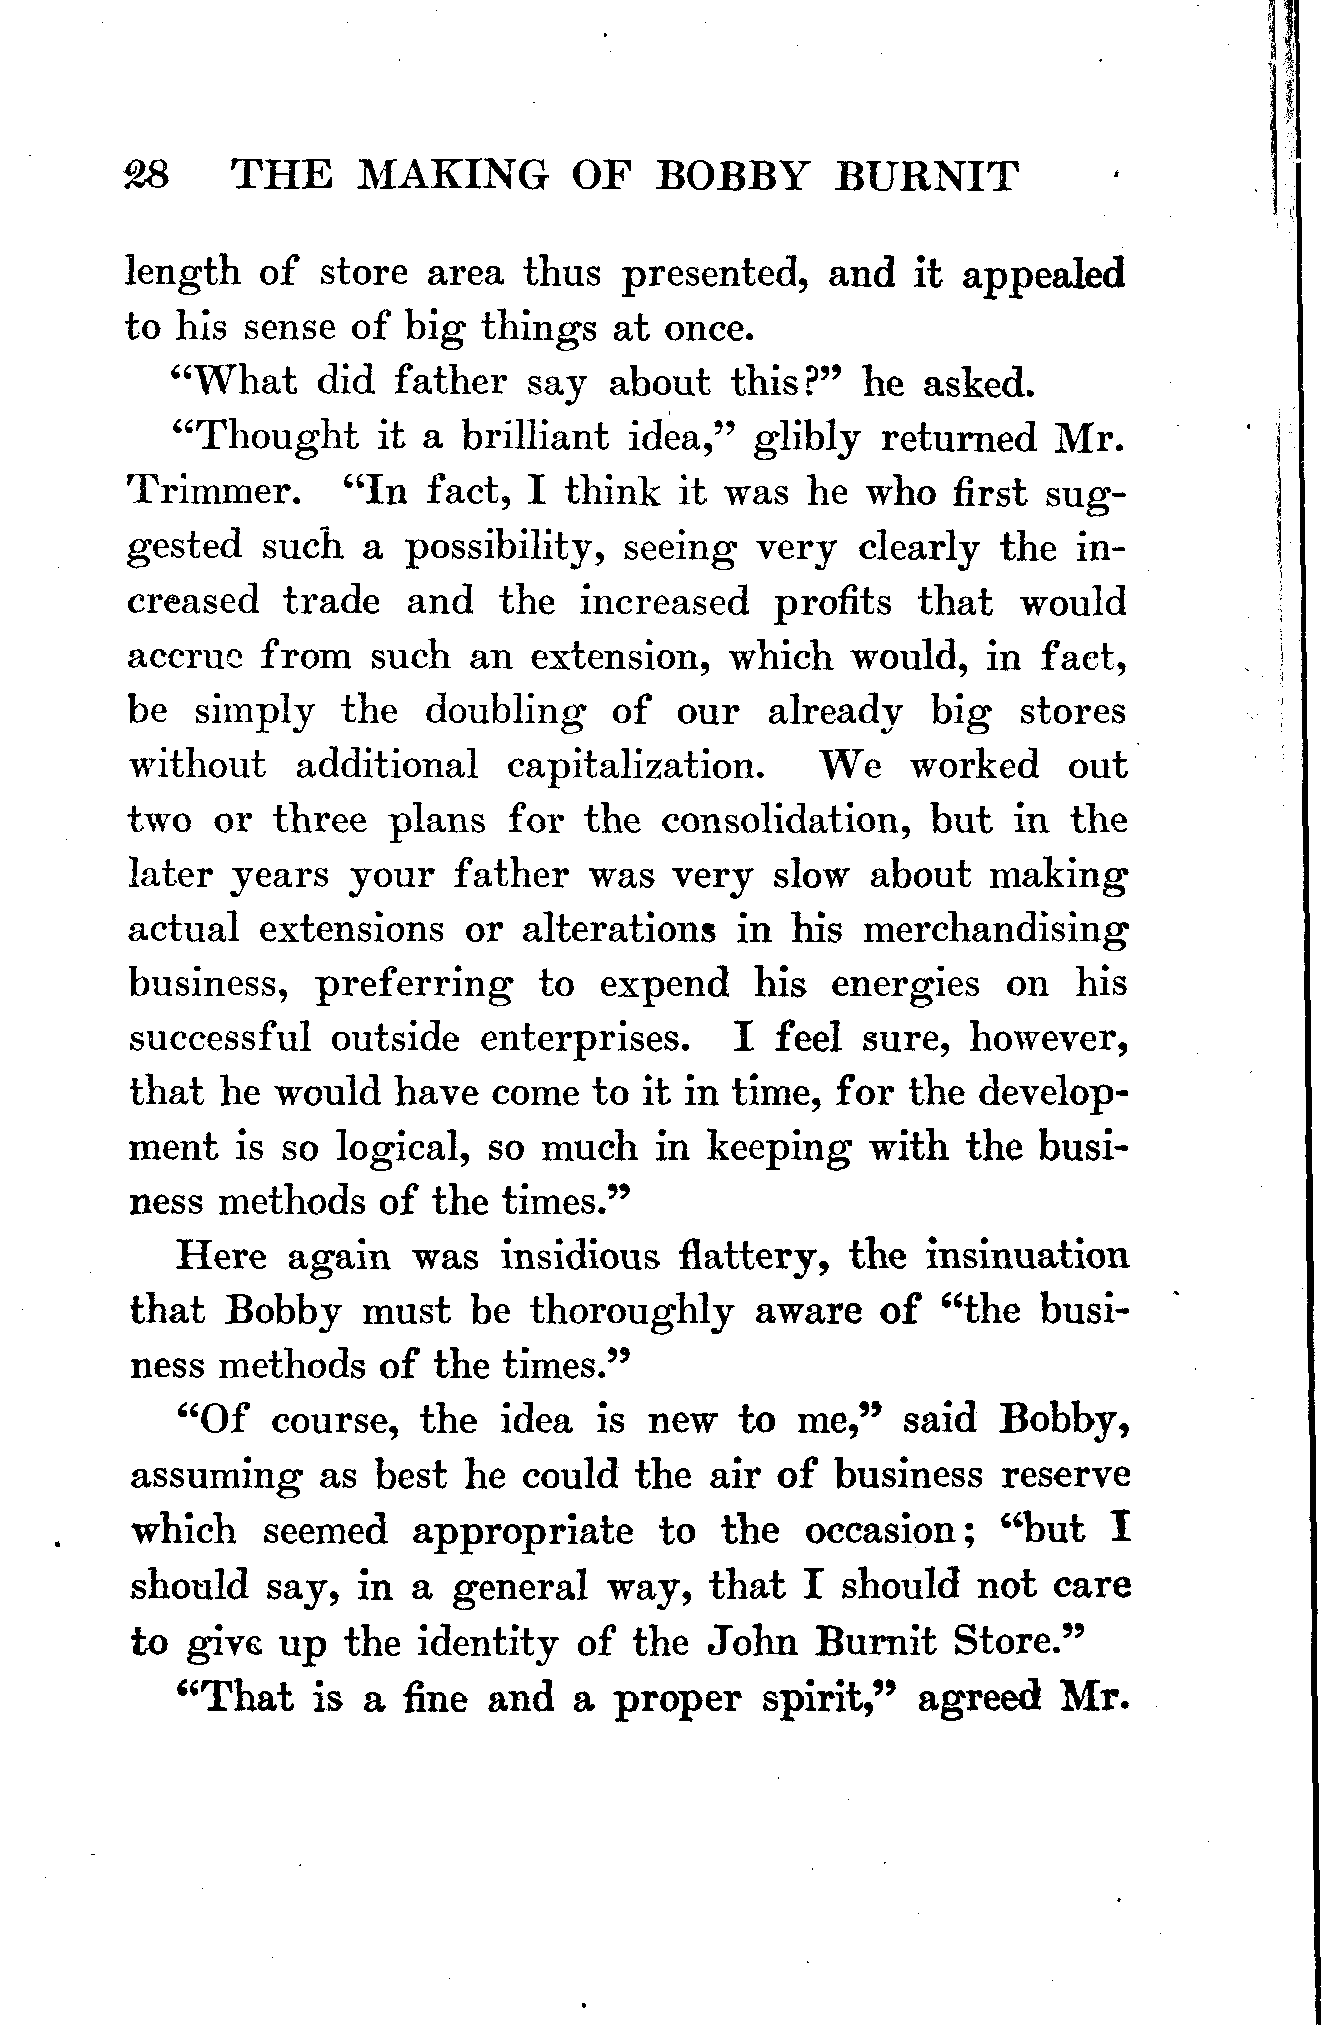 28 THE MAKING OF BOBBY BURNIT
length of store area thus presented, and it appealed
to his sense of big things at once.
“What did father say about this?” he asked.
“Thought it a brilliant idea,” glibly returned Mr.
Trimmer. “In fact, I think it was he who first sug-
gested such a possibility, seeing very clearly the in-
creased trade and the increased profits that would
accrue from such an extension, which would, in fact,
be simply the doubling of our already big stores
without additional capitalization. We worked out
two or three plans for the consolidation, but in the
later years your father was very slow about making
actual extensions or alterations in his merchandising
business, preferring to expend his energies on his
successful outside enterprises. I feel sure, however,
that he would have come to it in time, for the develop-
ment is so logical, so much in keeping with the busi-
ness methods of the times.”
Here again was insidious flattery, the insinuation
that Bobby must be thoroughly aware of “the busi-
ness methods of the times.”
“Of course, the idea is new to me,” said Bobby,
assuming as best he could the air of business reserve
which seemed appropriate to the occasion; “but I
should say, in a general way, that I should not care
to give up the identity of the John Burnit Store.”
“That is a fine and a proper spirit,” agreed Mr.